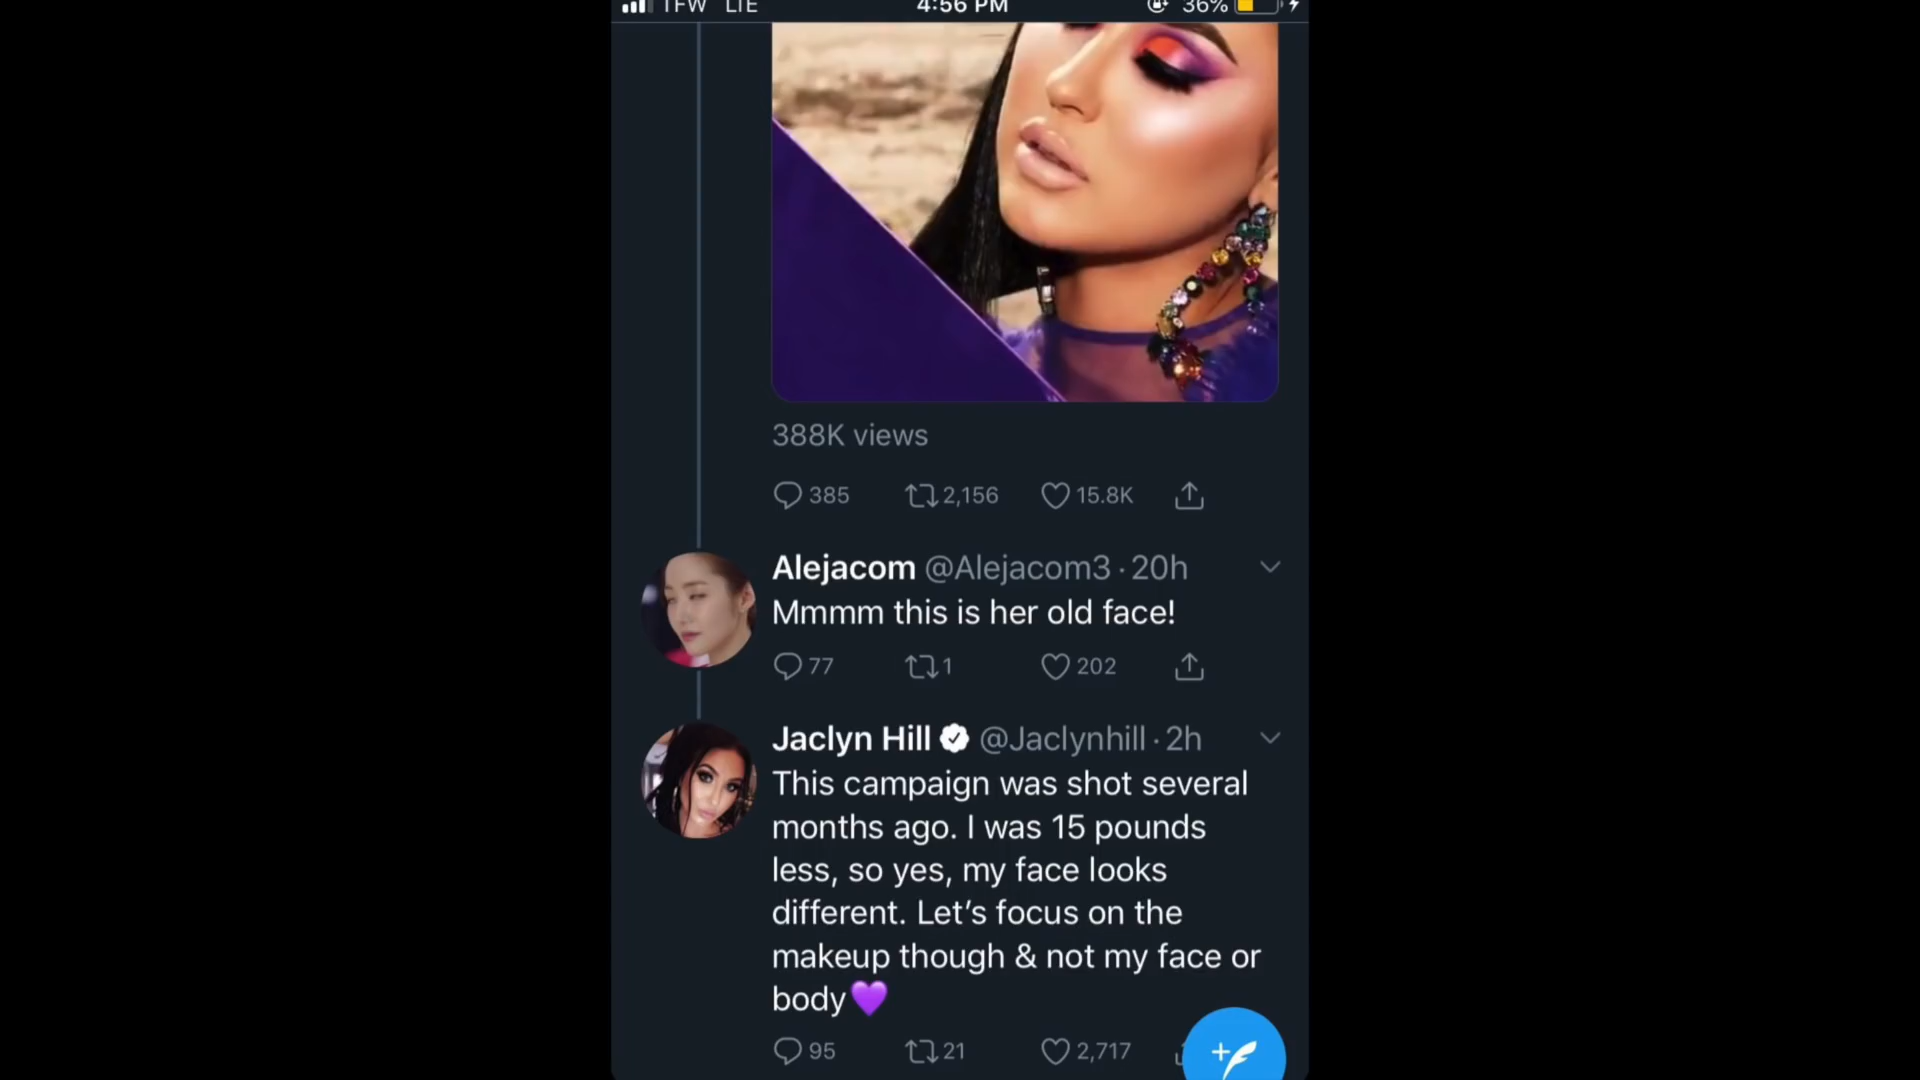 TFW LTE 4:56 PM 36%
388K views
385 2,156 15.8K
Alejacom @Alejacom3 · 20h
Mmmm this is her old face!
77 1 202
Jaclyn Hill @Jaclynhill · 2h
This campaign was shot several
months ago. I was 15 pounds
less, so yes, my face looks
different. Let’s focus on the
makeup though & not my face or
body💜
95 21 2,717